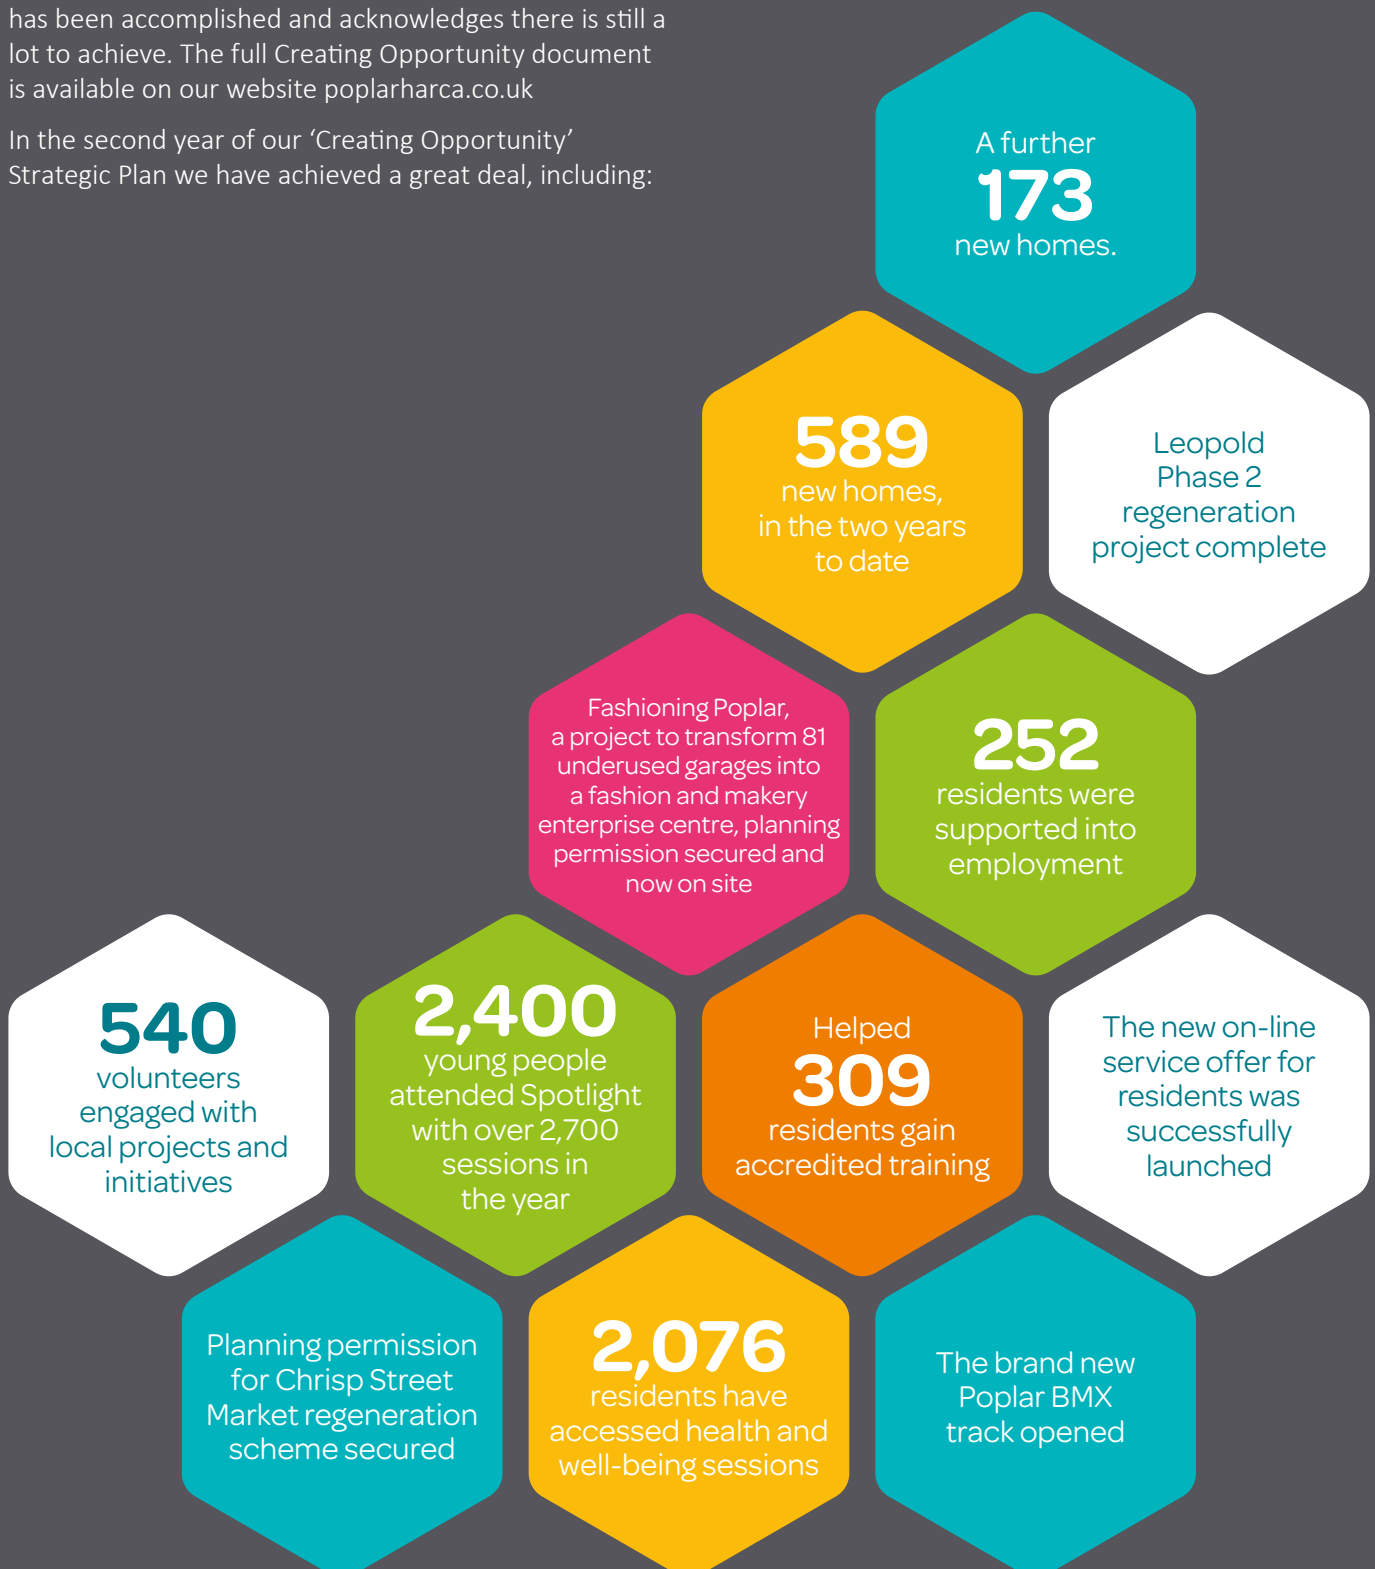 has been accomplished and acknowledges there is still a
lot to achieve. The full Creating Opportunity document
is available on our website poplarharca.co.uk
In the second year of our ‘Creating Opportunity’
Strategic Plan we have achieved a great deal, including:
A further
173
new homes.
589
new homes,
in the two years
to date
Leopold
Phase 2
regeneration
project complete
Fashioning Poplar,
a project to transform 81
underused garages into
a fashion and makery
enterprise centre, planning
permission secured and
now on site
252
residents were
supported into
employment
540
volunteers
engaged with
local projects and
initiatives
2,400
young people
attended Spotlight
with over 2,700
sessions in
the year
Helped
309
residents gain
accredited training
The new on-line
service offer for
residents was
successfully
launched
Planning permission
for Chrisp Street
Market regeneration
scheme secured
2,076
residents have
accessed health and
well-being sessions
The brand new
Poplar BMX
track opened